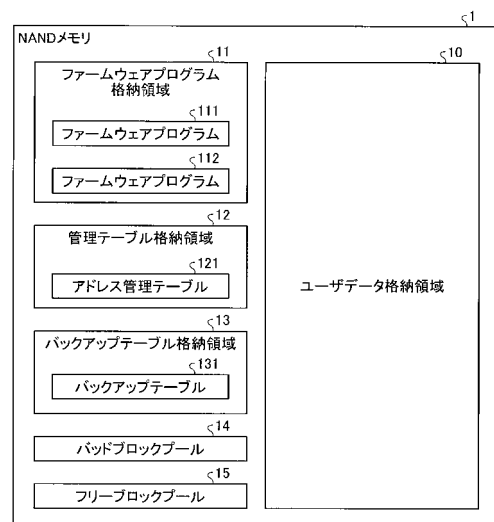 1
NANDメモリ
11
ファームウェアプログラム
格納領域
111
ファームウェアプログラム
112
ファームウェアプログラム
12
管理テーブル格納領域
121
アドレス管理テーブル
13
バックアップテーブル格納領域
131
バックアップテーブル
14
バッドブロックプール
15
フリーブロックプール
10
ユーザデータ格納領域